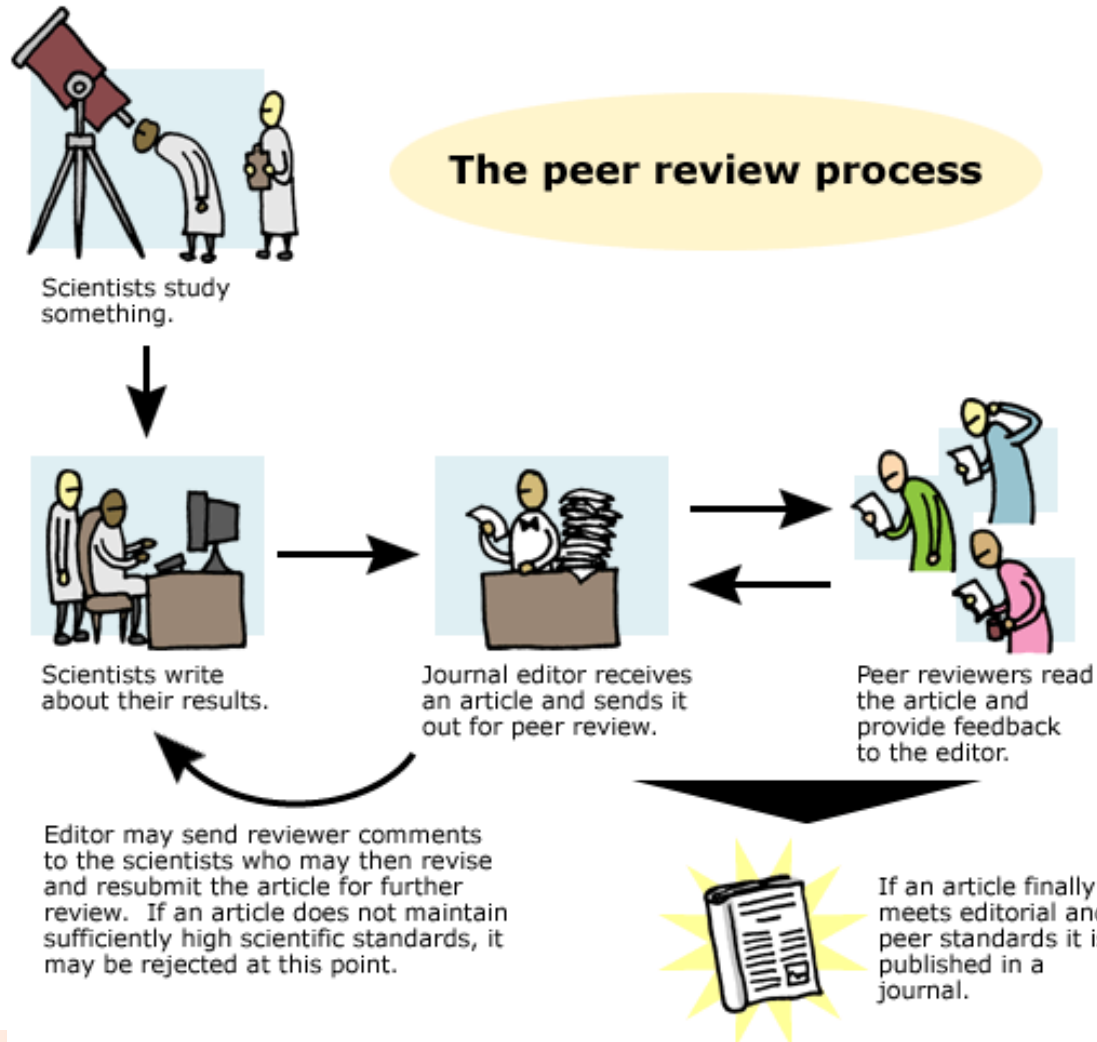 The peer review process
Scientists study
something.
Scientists write
about their results.
Journal editor receives
an article and sends it
out for peer review.
Peer reviewers read
the article and
provide feedback
to the editor.
Editor may send reviewer comments
to the scientists who may then revise
and resubmit the article for further
review.  If an article does not maintain
sufficiently high scientific standards, it
may be rejected at this point.
If an article finally
meets editorial and
peer standards it is
published in a
journal.